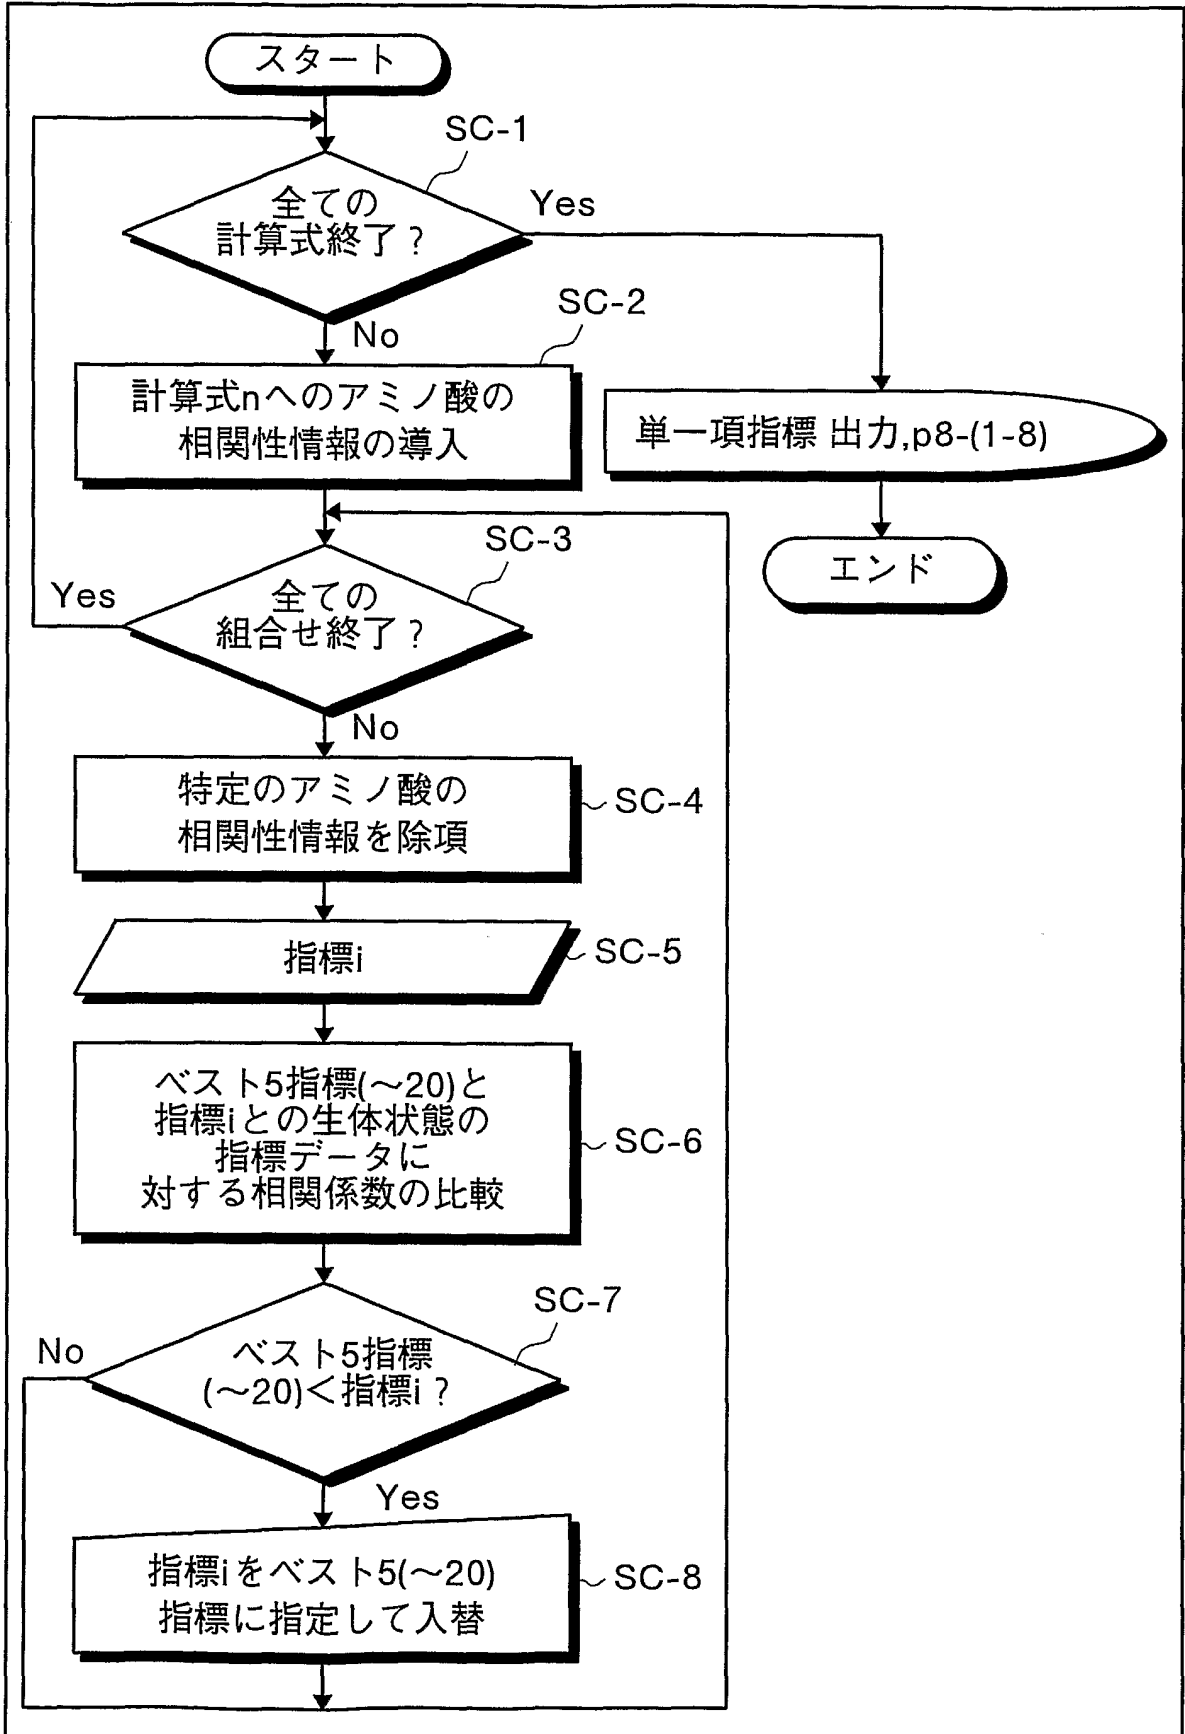 スタート
SC-1
全ての
計算式終了？
Yes
No
SC-2
計算式nへのアミノ酸の
相関性情報の導入
単一項指標 出力,p8-(1-8)
エンド
SC-3
全ての
組合せ終了？
Yes
No
特定のアミノ酸の
相関性情報を除項
SC-4
指標i
SC-5
ベスト5指標(～20)と
指標iとの生体状態の
指標データに
対する相関係数の比較
SC-6
SC-7
ベスト5指標
(～20)＜指標i？
No
Yes
指標iをベスト5(～20)
指標に指定して入替
SC-8